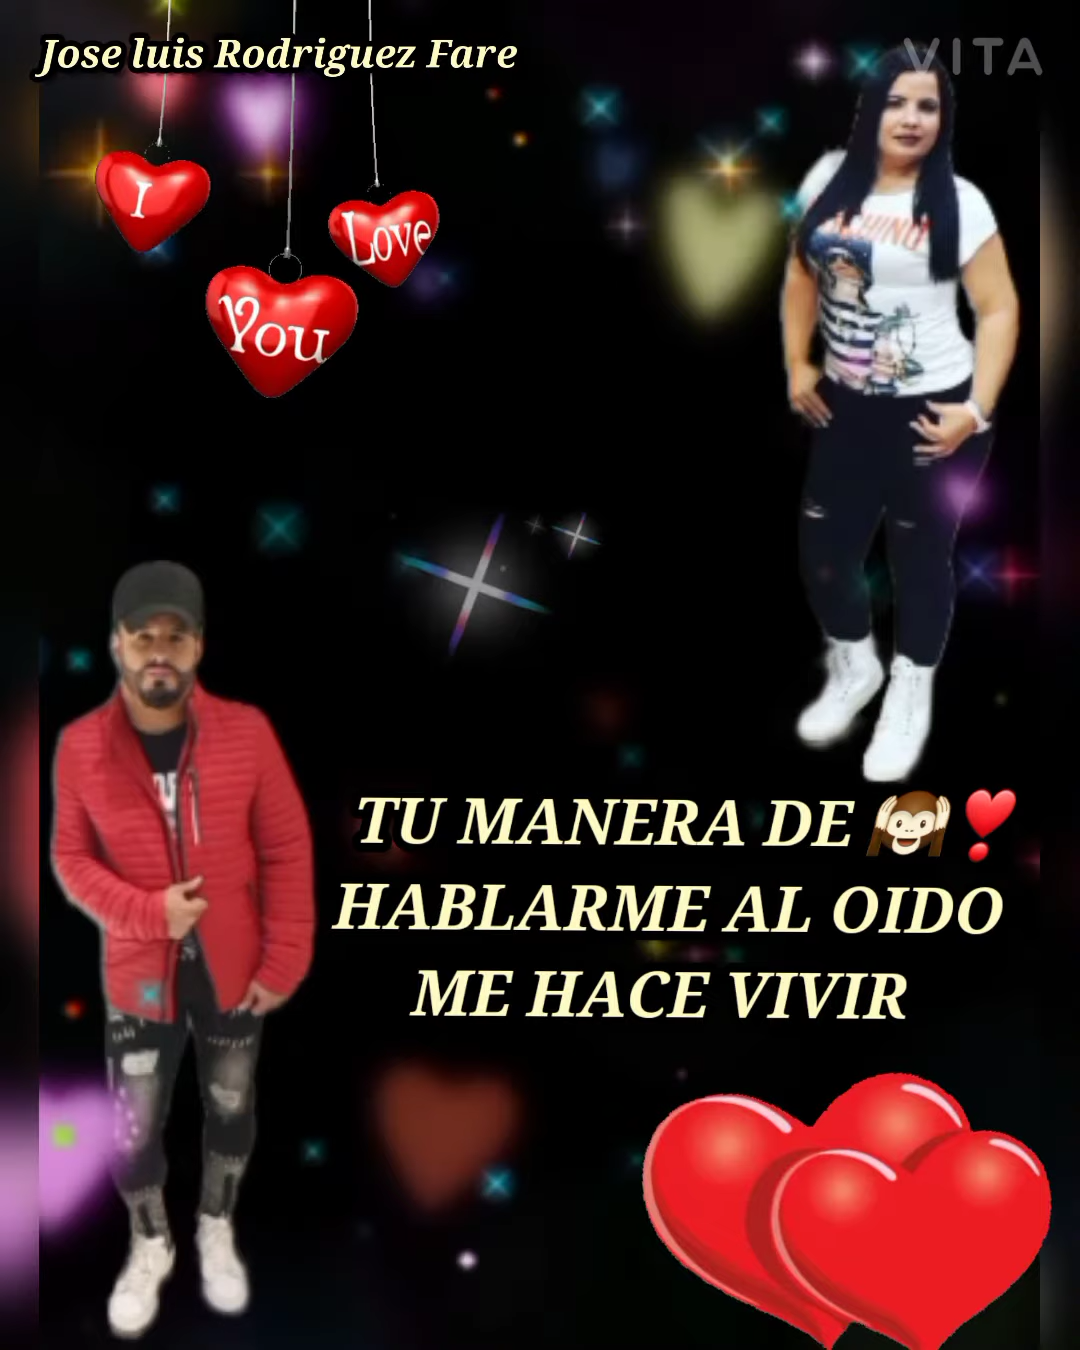 Jose luis Rodriguez Fare
VITA
I
Love
You
TU MANERA DE 🙉❣️
HABLARME AL OIDO
ME HACE VIVIR